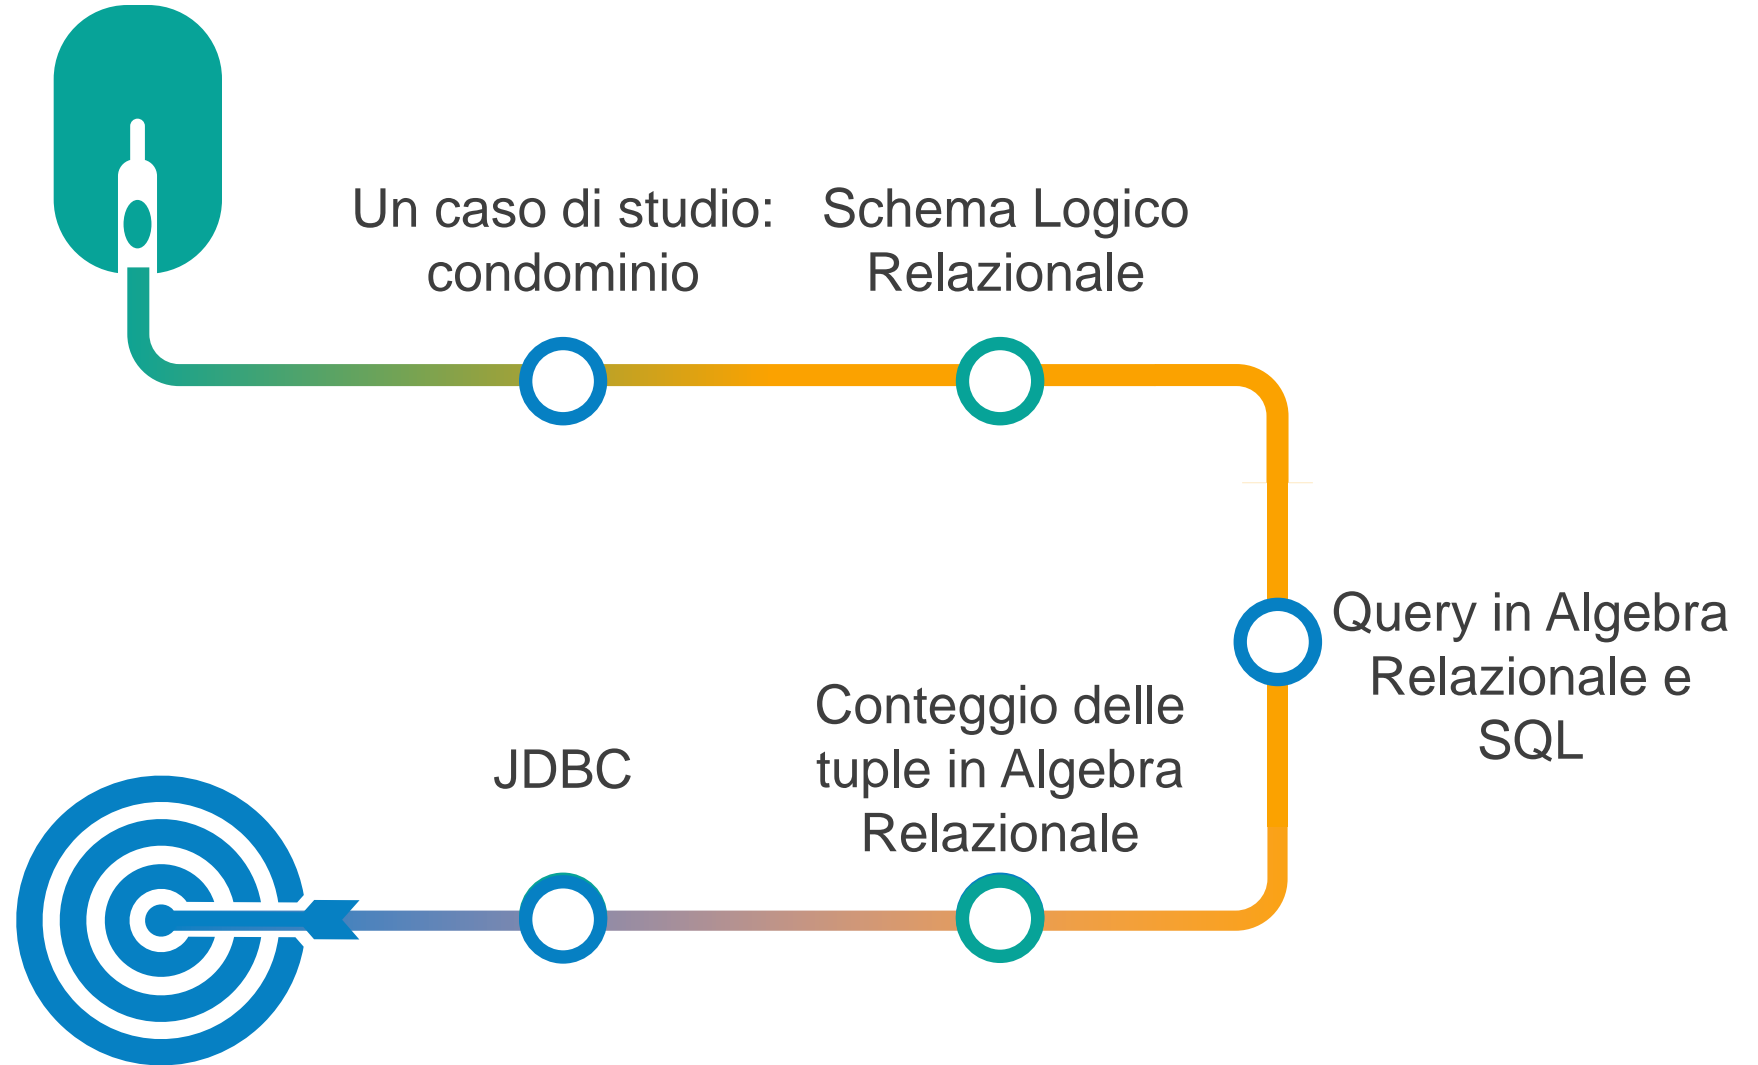 Un caso di studio:
condominio
Schema Logico
Relazionale
Query in Algebra
Relazionale e
SQL
Conteggio delle
tuple in Algebra
Relazionale
JDBC